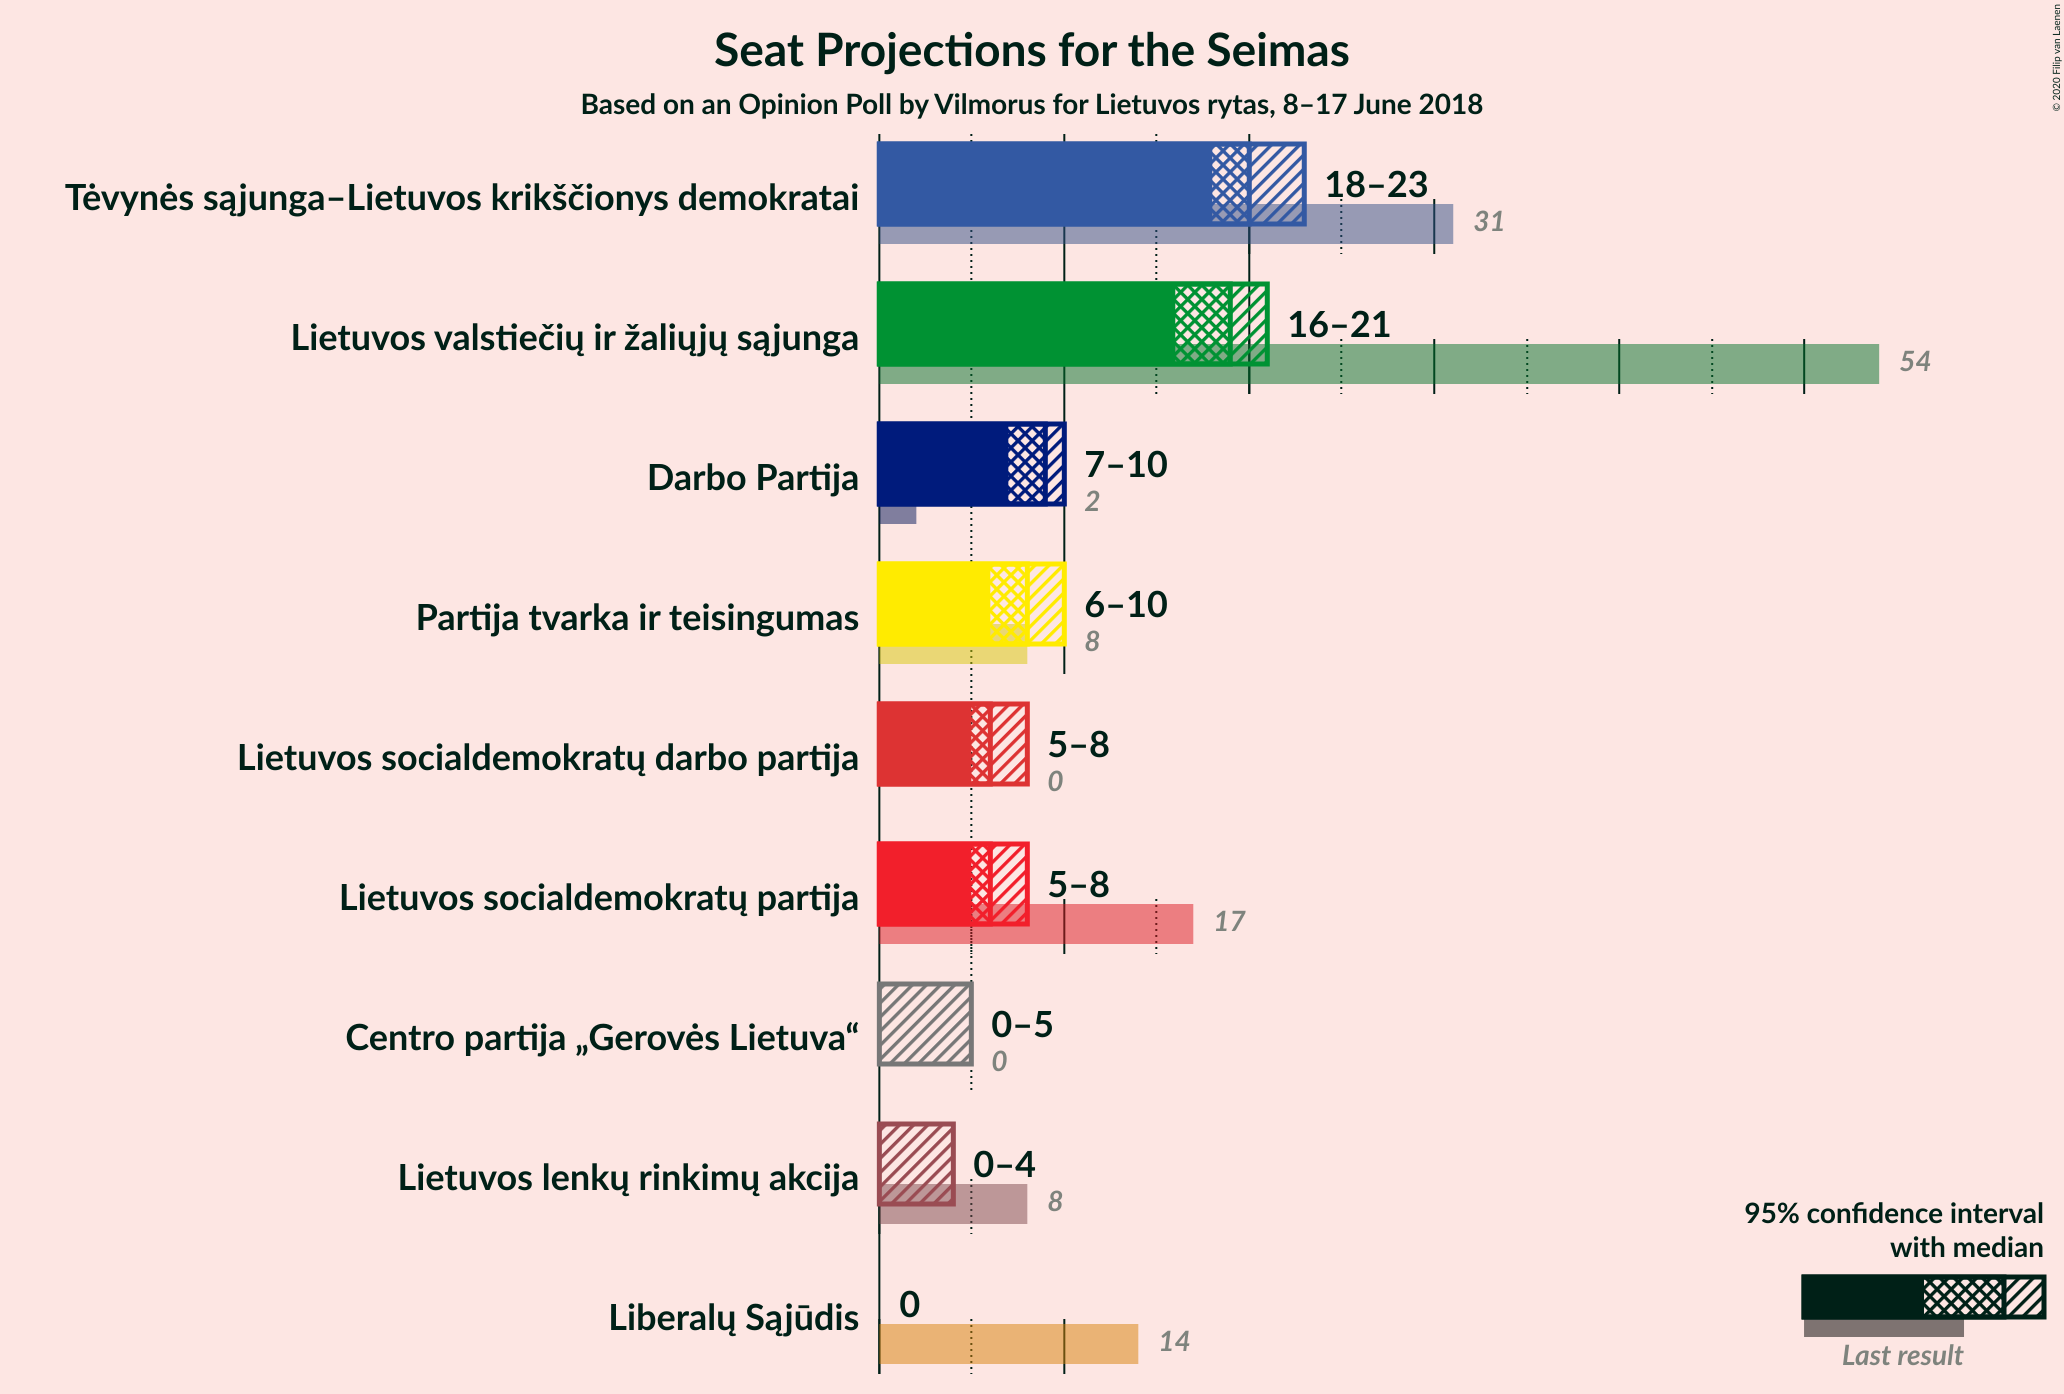 Seat Projections for the Seimas
Based on an Opinion Poll by Vilmorus for Lietuvos rytas, 8–17 June 2018
© 2020 Filip van Laenen
Tėvynės sąjunga–Lietuvos krikščionys demokratai
18–23
31
Lietuvos valstiečių ir žaliųjų sąjunga
16–21
54
Darbo Partija
7–10
2
Partija tvarka ir teisingumas
6–10
8
Lietuvos socialdemokratų darbo partija
5–8
0
Lietuvos socialdemokratų partija
5–8
17
Centro partija „Gerovės Lietuva“
0–5
0
Lietuvos lenkų rinkimų akcija
0–4
8
Liberalų Sąjūdis
0
14
95% confidence interval
with median
Last result